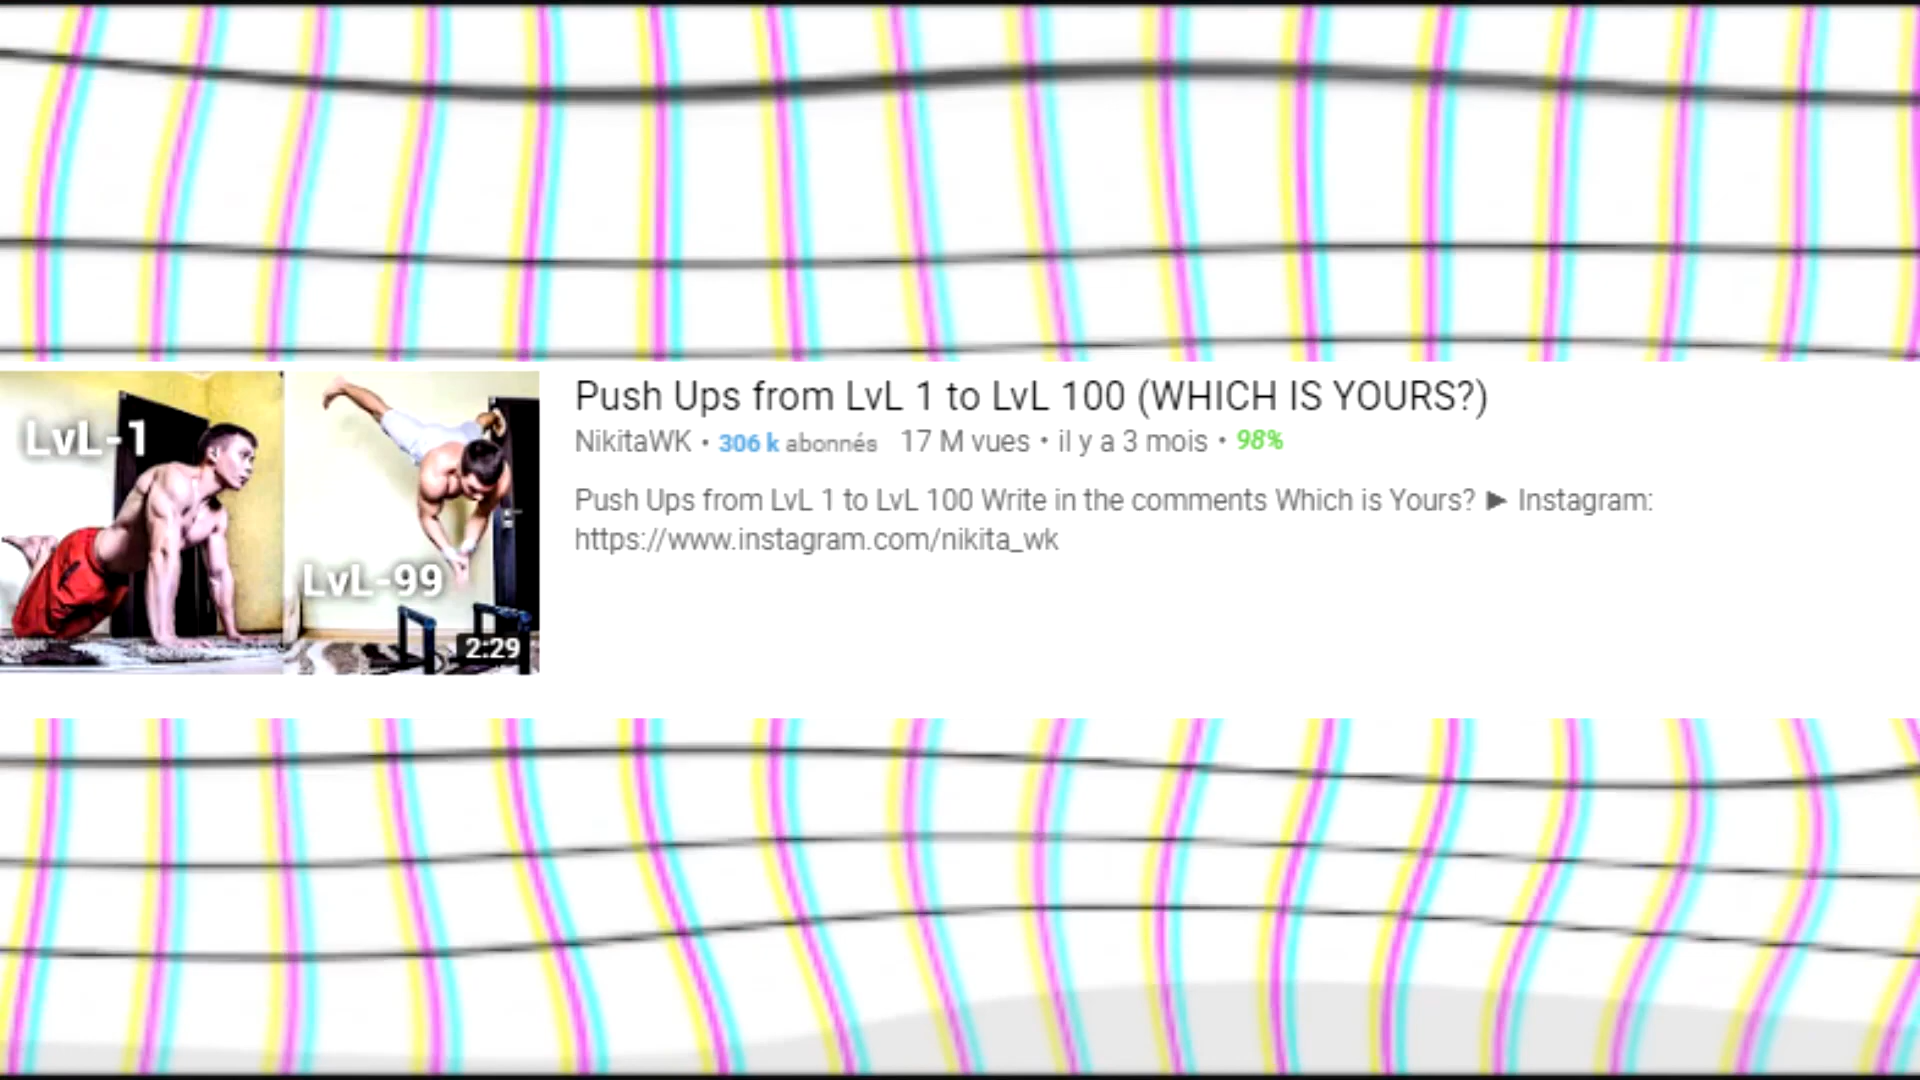 LvL-1
LvL-99
2:29
Push Ups from LvL 1 to LvL 100 (WHICH IS YOURS?)
NikitaWK • 306 k abonnés 17 M vues • il y a 3 mois • 98%
Push Ups from LvL 1 to LvL 100 Write in the comments Which is Yours? ► Instagram:
https://www.instagram.com/nikita_wk